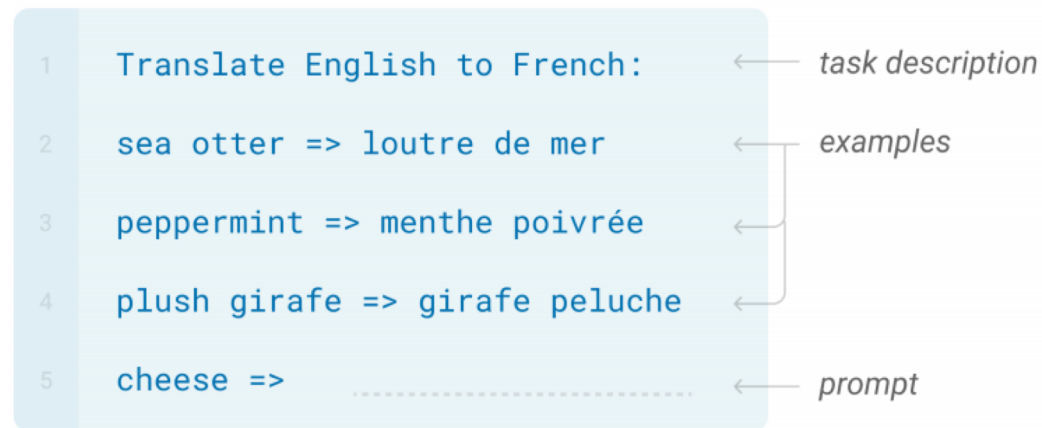 1 Translate English to French: task description
2 sea otter => loutre de mer examples
3 peppermint => menthe poivrée
4 plush girafe => girafe peluche
5 cheese => prompt